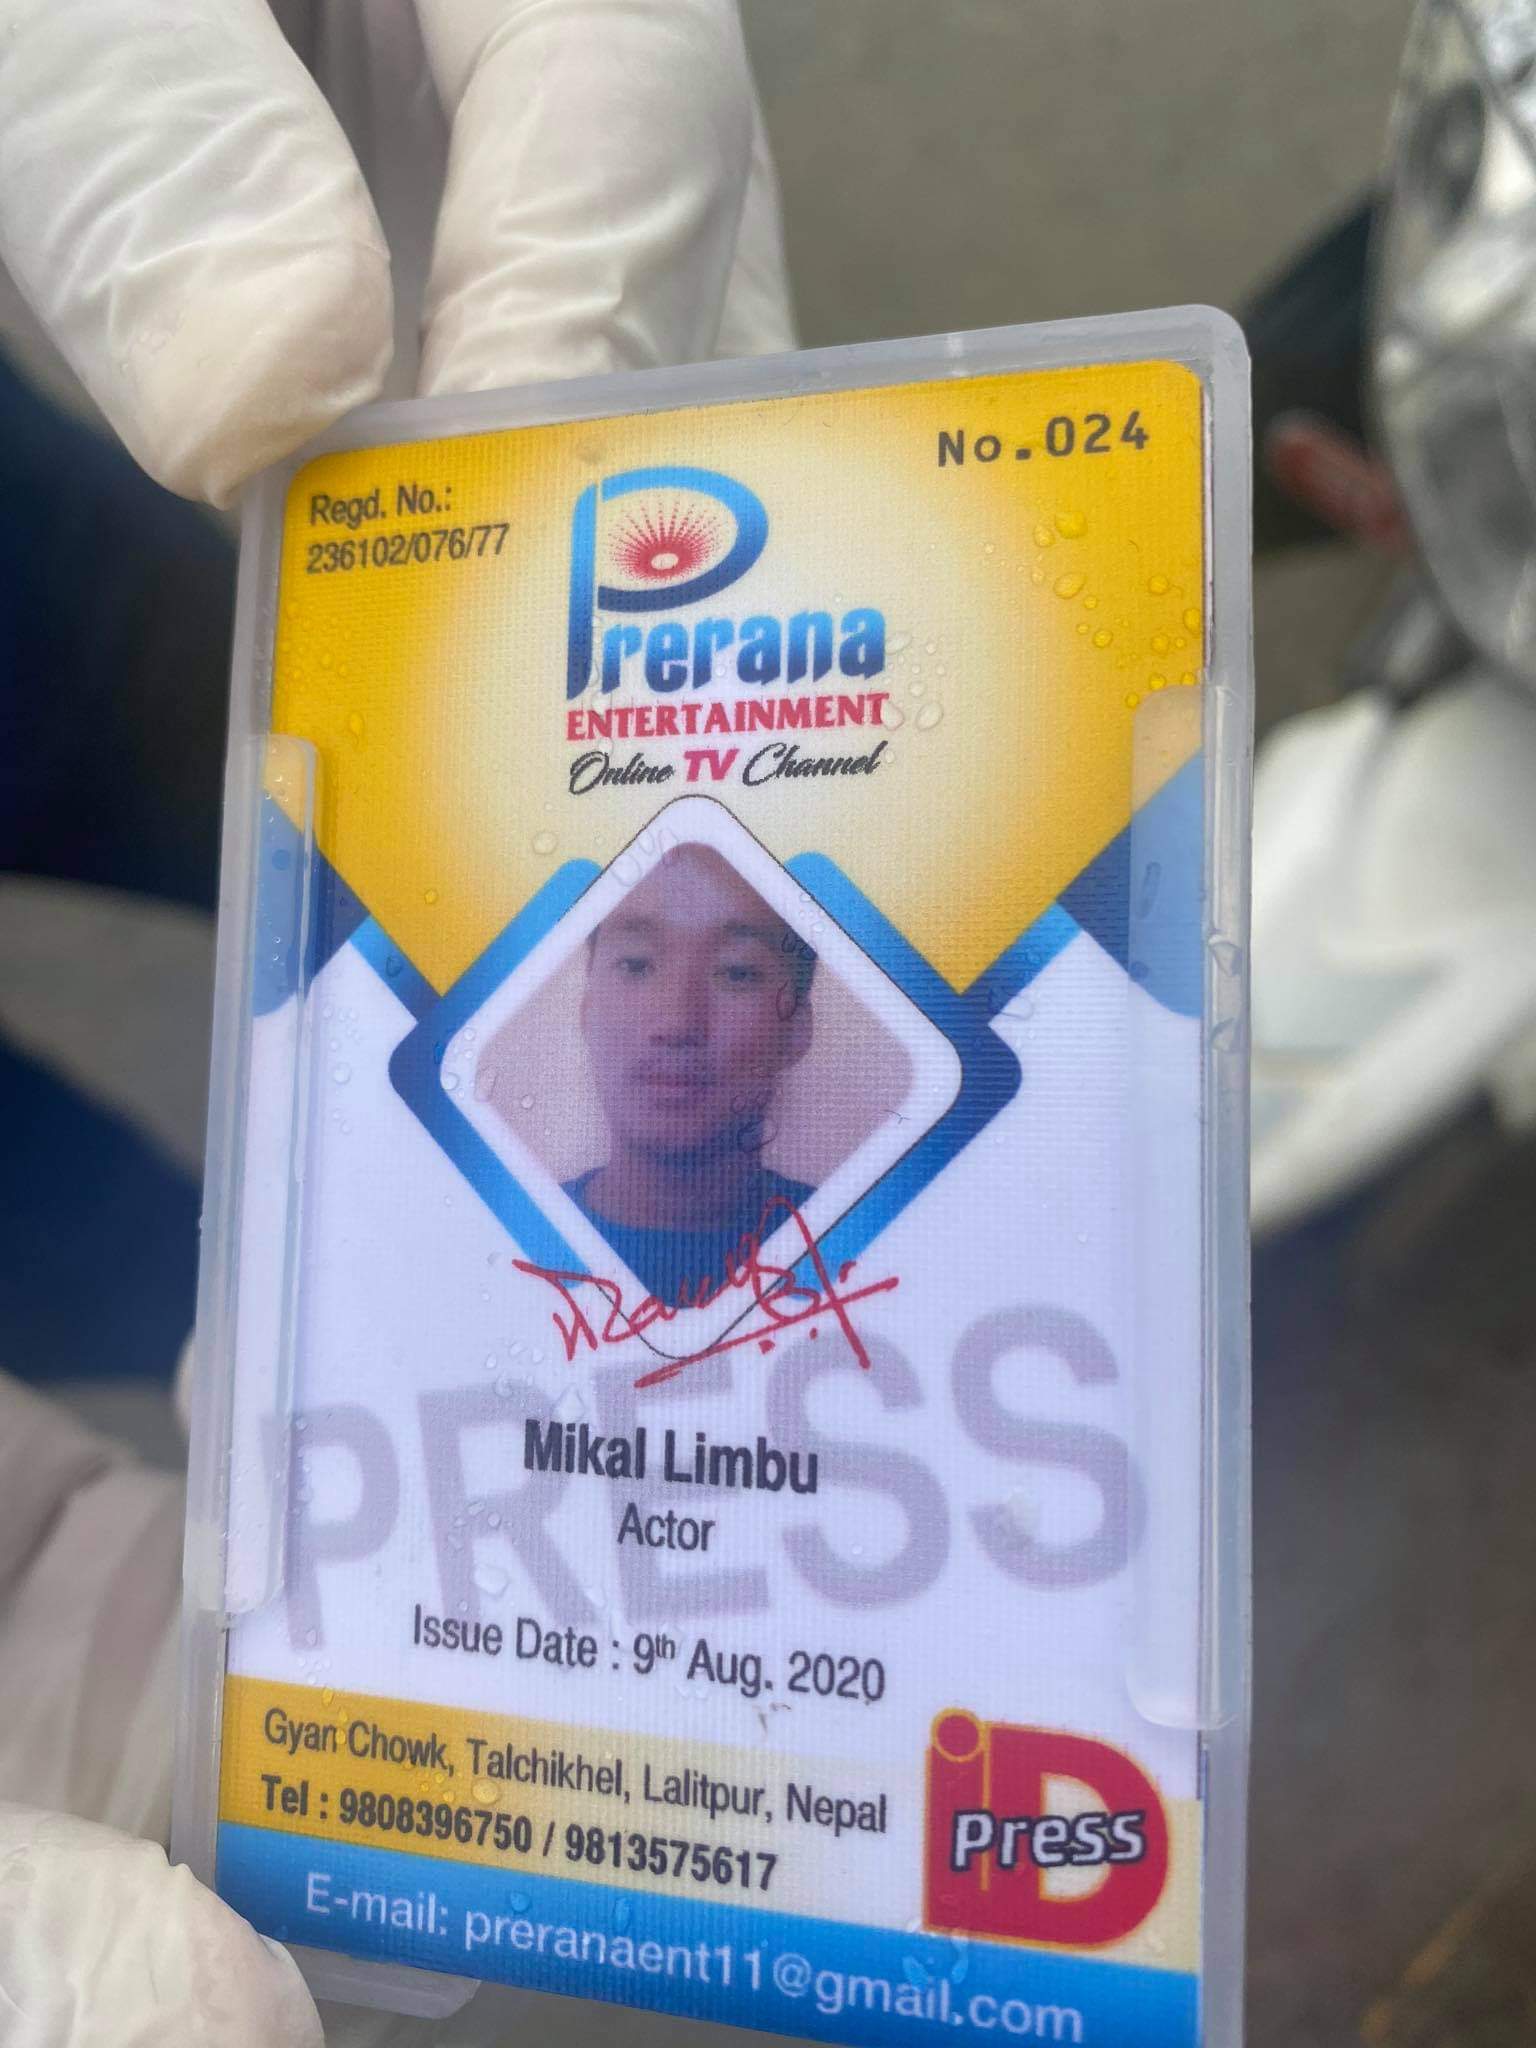 No.024
Regd. No.:
236102/076/77
Prerana
ENTERTAINMENT
Online TV Channel
PRESS
Mikal Limbu
Actor
Issue Date : 9th Aug. 2020
Gyan Chowk, Talchikhel, Lalitpur, Nepal
Tel : 9808396750 / 9813575617
iD
Press
E-mail: preranaent11@gmail.com